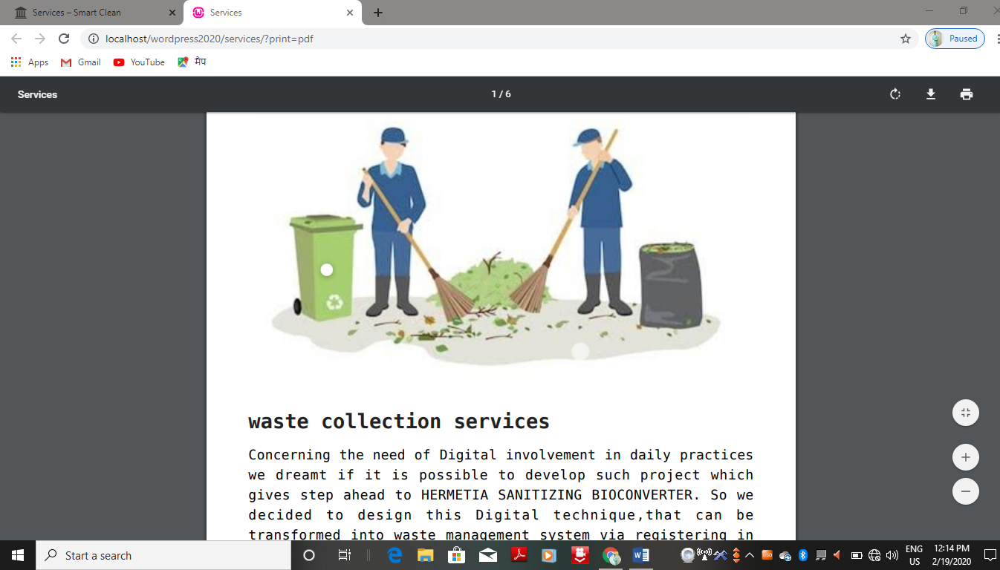 Services – Smart Clean
Services
localhost/wordpress2020/services/?print=pdf
Paused
Apps
Gmail
YouTube
मैप
Services
1 / 6
waste collection services
Concerning the need of Digital involvement in daily practices
we dreamt if it is possible to develop such project which
gives step ahead to HERMETIA SANITIZING BIOCONVERTER. So we
decided to design this Digital technique,that can be
transformed into waste management system via registering in
Start a search
ENG
US
12:14 PM
2/19/2020